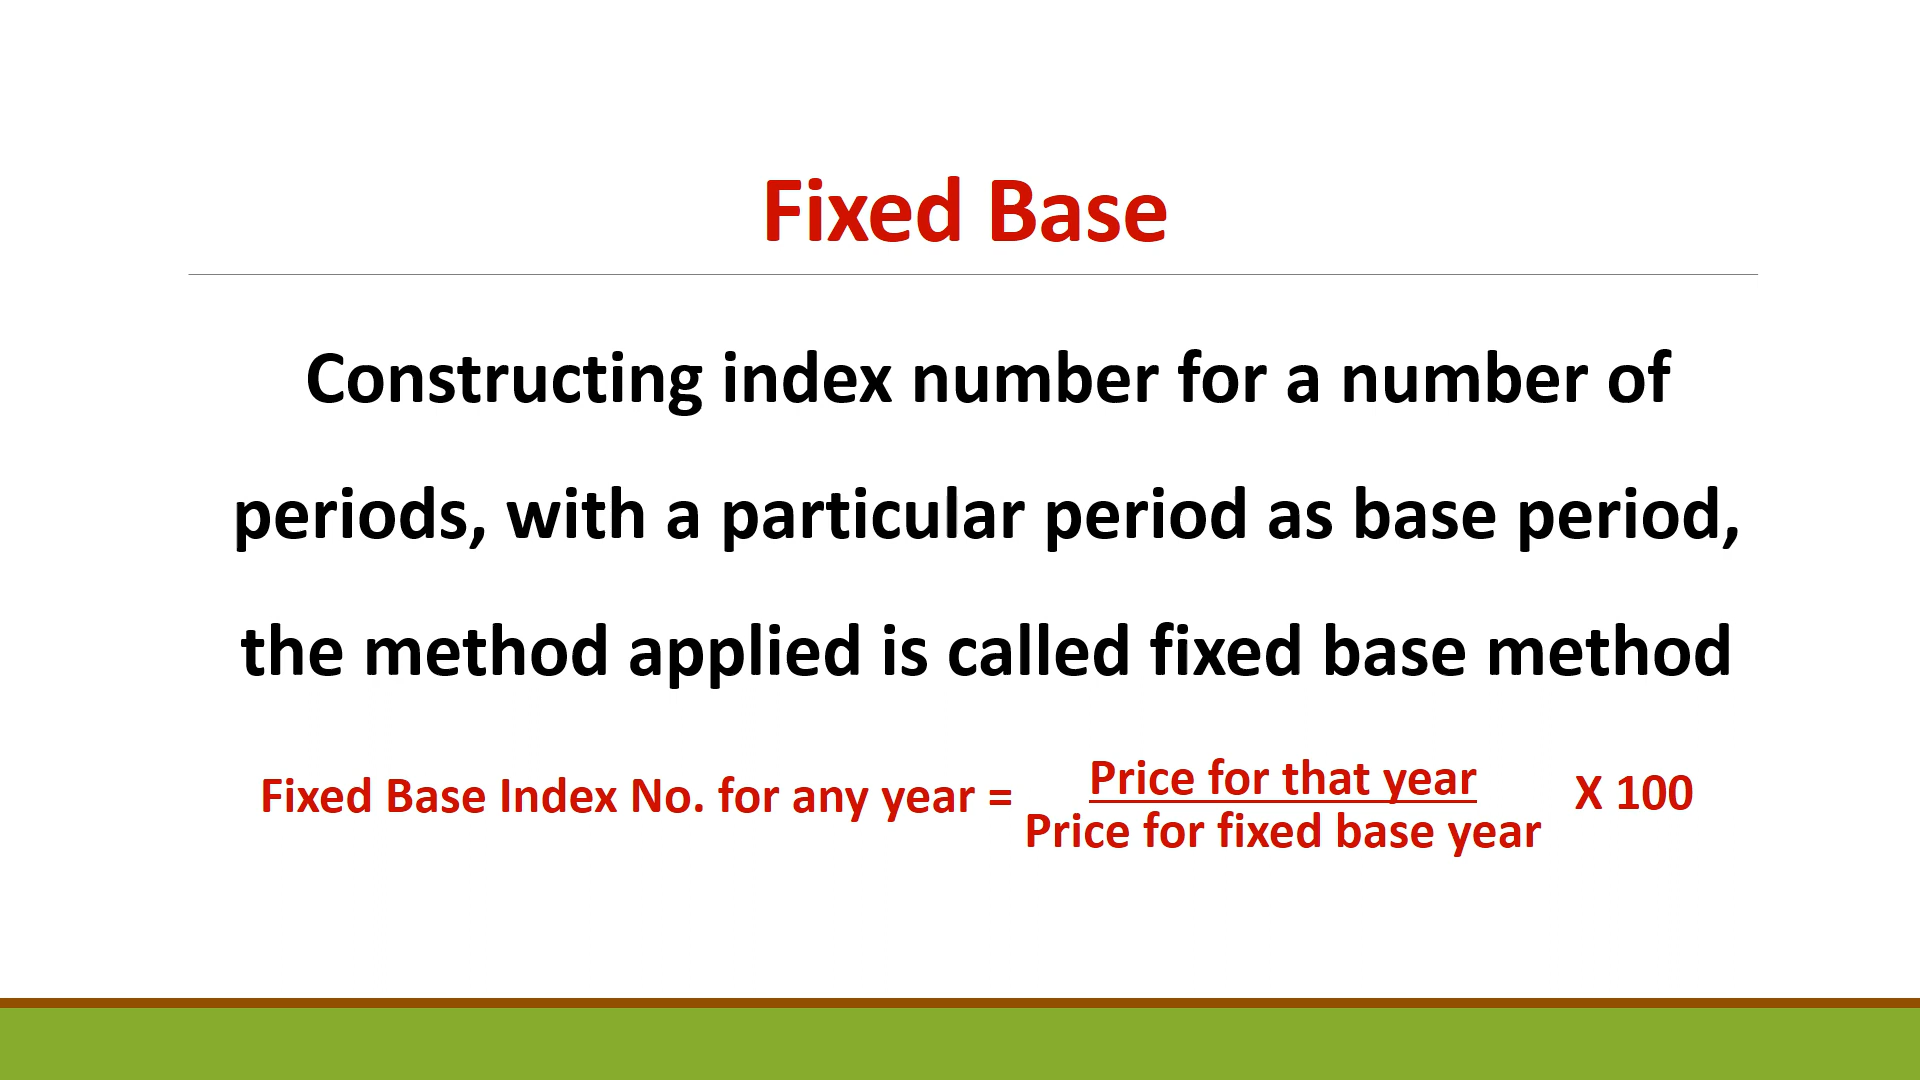 Fixed Base
Constructing index number for a number of
periods, with a particular period as base period,
the method applied is called fixed base method
Fixed Base Index No. for any year = Price for that year X 100
Price for fixed base year